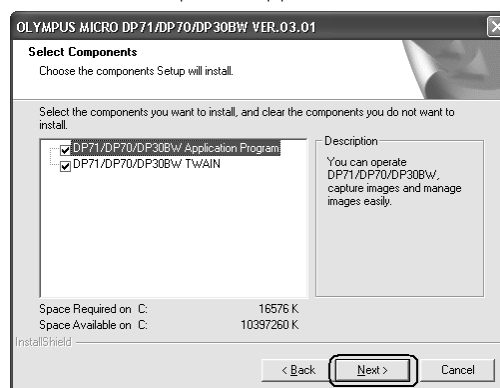 OLYMPUS MICRO DP71/DP70/DP30BW VER.03.01
Select Components
Choose the components Setup will install.
Select the components you want to install, and clear the components you do not want to
install.
DP71/DP70/DP30BW Application Program
DP71/DP70/DP30BW TWAIN
Description
You can operate
DP71/DP70/DP30BW,
capture images and manage
images easily.
Space Required on C: 16576 K
Space Available on C: 10397260 K
InstallShield
< Back Next > Cancel